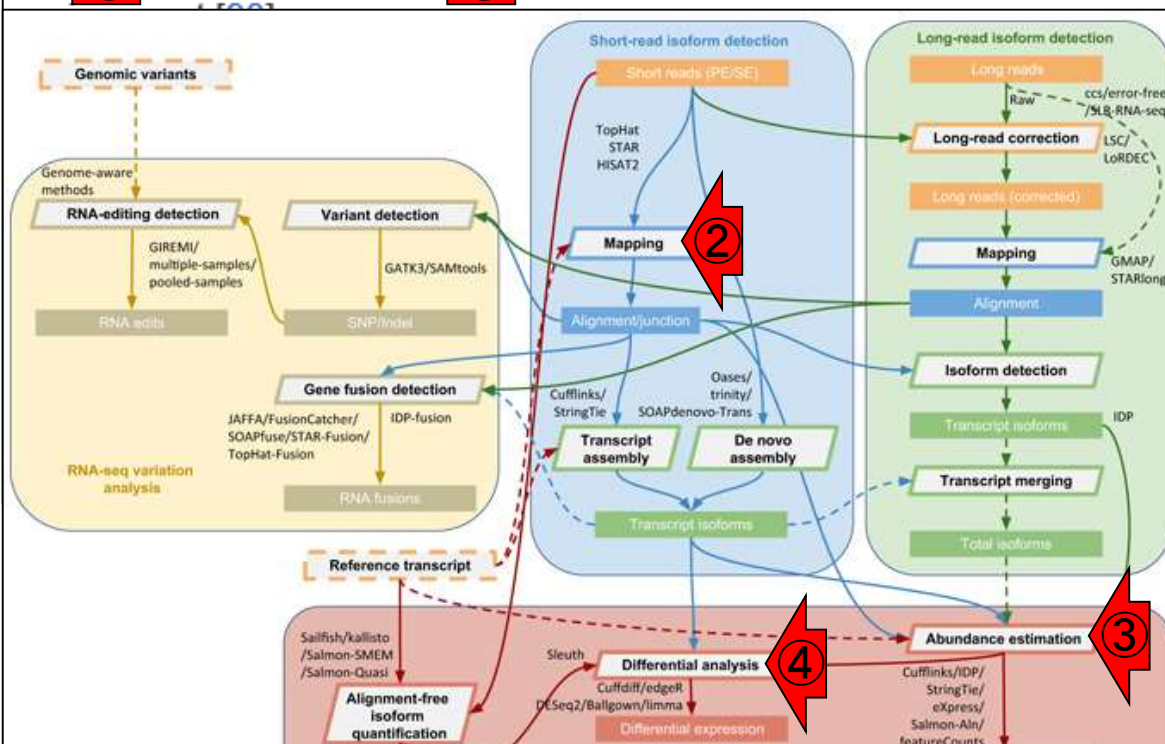 Short-read isoform detection
Long-read isoform detection
Genomic variants
Short reads (PE/SE)
Long reads
Raw
ccs/error-free
/SLR-RNA-seq
TopHat
STAR
HISAT2
Long-read correction
LSC/
LoRDEC
Genome-aware
methods
Long reads (corrected)
RNA-editing detection
Variant detection
Mapping
②
Mapping
GIREMI/
multiple-samples/
pooled-samples
GATK3/SAMtools
GMAP/
STARlong
RNA edits
SNP/Indel
Alignment/junction
Alignment
Gene fusion detection
Isoform detection
Cufflinks/
StringTie
Oases/
trinity/
SOAPdenovo-Trans
JAFFA/FusionCatcher/
SOAPfuse/STAR-Fusion/
TopHat-Fusion
IDP-fusion
Transcript isoforms
IDP
Transcript
assembly
De novo
assembly
RNA-seq variation
analysis
Transcript merging
RNA fusions
Transcript isoforms
Total isoforms
Reference transcript
Sailfish/kallisto
/Salmon-SMEM
/Salmon-Quasi
Abundance estimation
③
Sleuth
Differential analysis
④
Cuffdiff/edgeR
DESeq2/Ballgown/limma
Cufflinks/IDP/
StringTie/
eXpress/
Salmon-Aln/
featureCounts
Alignment-free
isoform
quantification
Differential expression